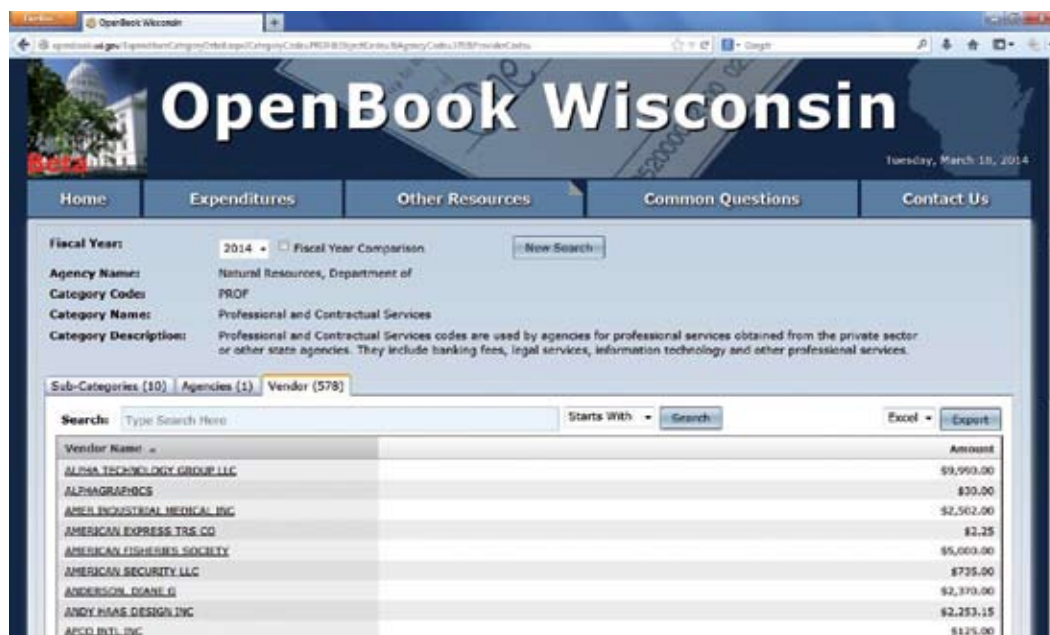 OpenBook Wisconsin
OpenBook Wisconsin
Beta
Tuesday, March 18, 2014
Home Expenditures Other Resources Common Questions Contact Us
Fiscal Year: 2014 Fiscal Year Comparison New Search
Agency Name: Natural Resources, Department of
Category Code: PROF
Category Name: Professional and Contractual Services
Category Description: Professional and Contractual Services codes are used by agencies for professional services obtained from the private sector
or other state agencies. They include banking fees, legal services, information technology and other professional services.
Sub-Categories (10) Agencies (1) Vendor (578)
Search: Type Search Here Starts With Search Excel Export
Vendor Name Amount
ALPHA TECHNOLOGY GROUP LLC $9,990.00
ALPHAGRAPHICS $30.00
AMER INDUSTRIAL MEDICAL INC $2,502.00
AMERICAN EXPRESS TRS CO $2.25
AMERICAN FISHERIES SOCIETY $5,000.00
AMERICAN SECURITY LLC $735.00
ANDERSON, DIANE G $2,370.00
ANDY HAAS DESIGN INC $2,253.15
APCO INTL INC $125.00